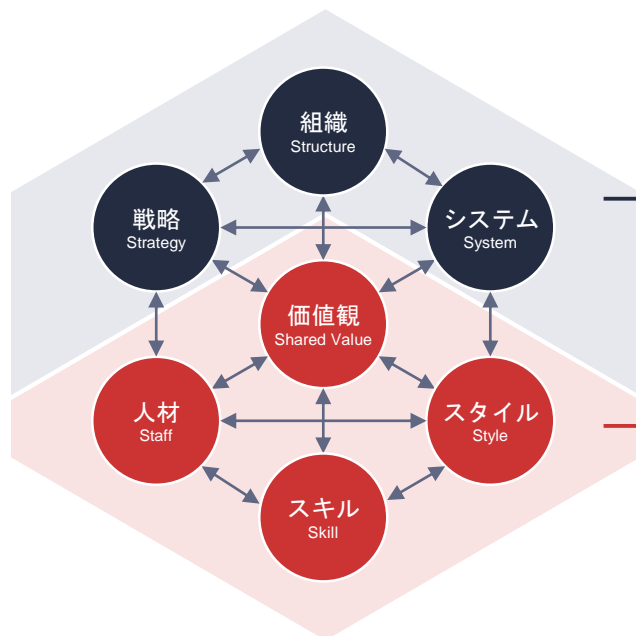 組織
Structure
戦略
Strategy
システム
System
価値観
Shared Value
人材
Staff
スタイル
Style
スキル
Skill